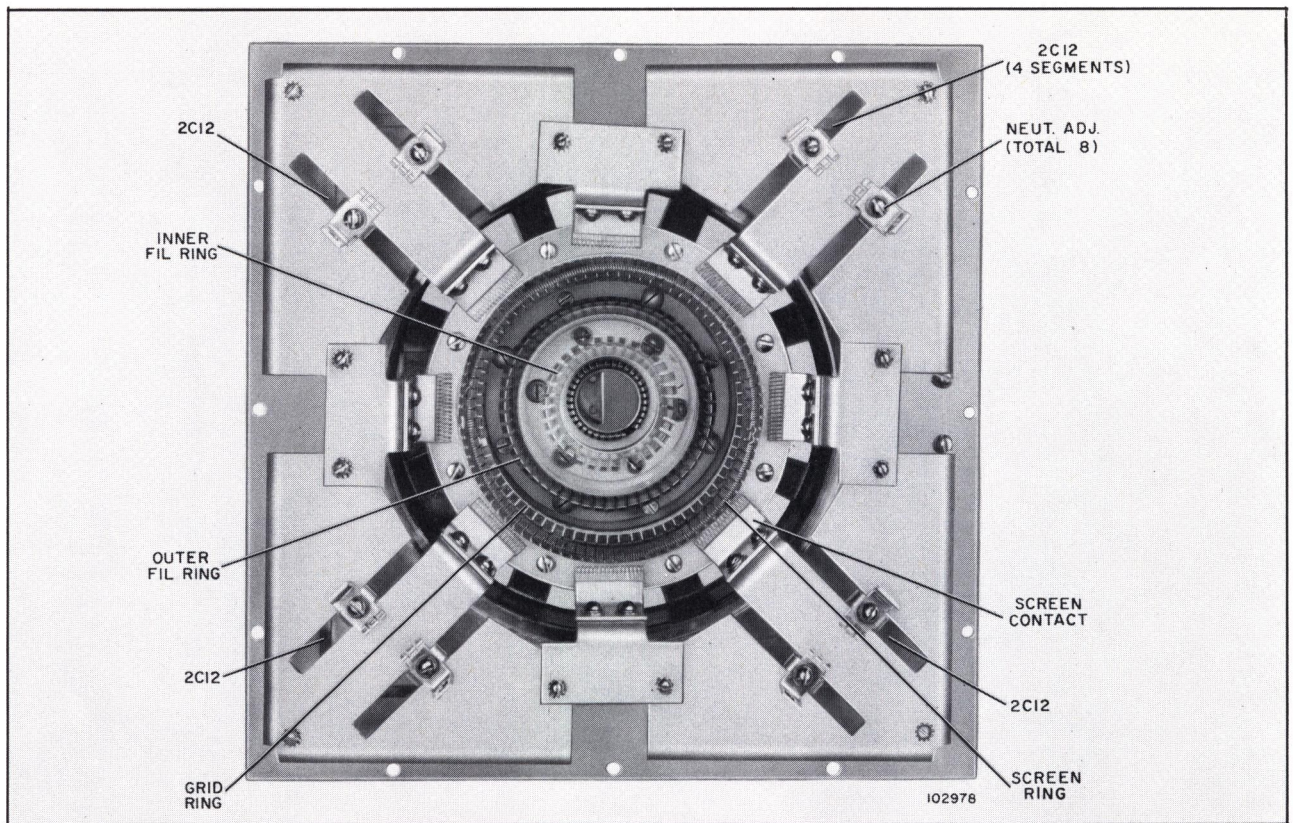 2C12
(4 SEGMENTS)
2C12
NEUT. ADJ.
(TOTAL 8)
INNER
FIL RING
OUTER
FIL RING
SCREEN
CONTACT
2C12
2C12
GRID
RING
SCREEN
RING
102978